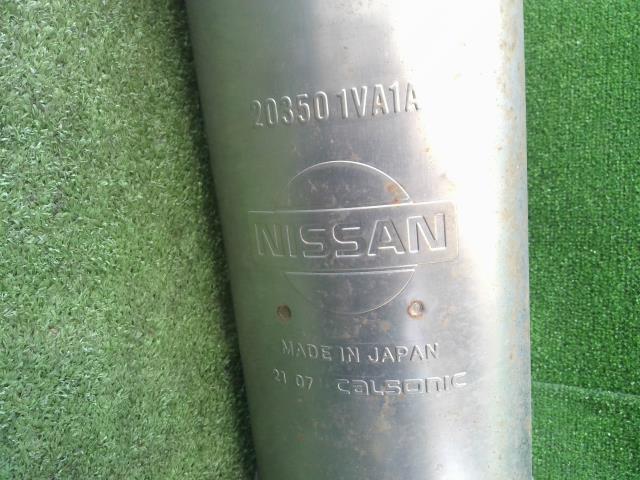 20350 1VA1A
NISSAN
MADE IN JAPAN
21 07 calsonic